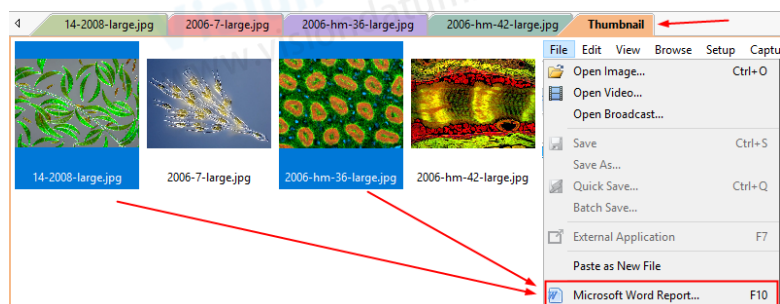 14-2008-large.jpg 2006-7-large.jpg 2006-hm-36-large.jpg 2006-hm-42-large.jpg Thumbnail
File Edit View Browse Setup Captu
Open Image... Ctrl+O
Open Video...
Open Broadcast...
Save Ctrl+S
Save As...
Quick Save... Ctrl+Q
Batch Save...
External Application F7
Paste as New File
Microsoft Word Report... F10
14-2008-large.jpg 2006-7-large.jpg 2006-hm-36-large.jpg 2006-hm-42-large.jpg